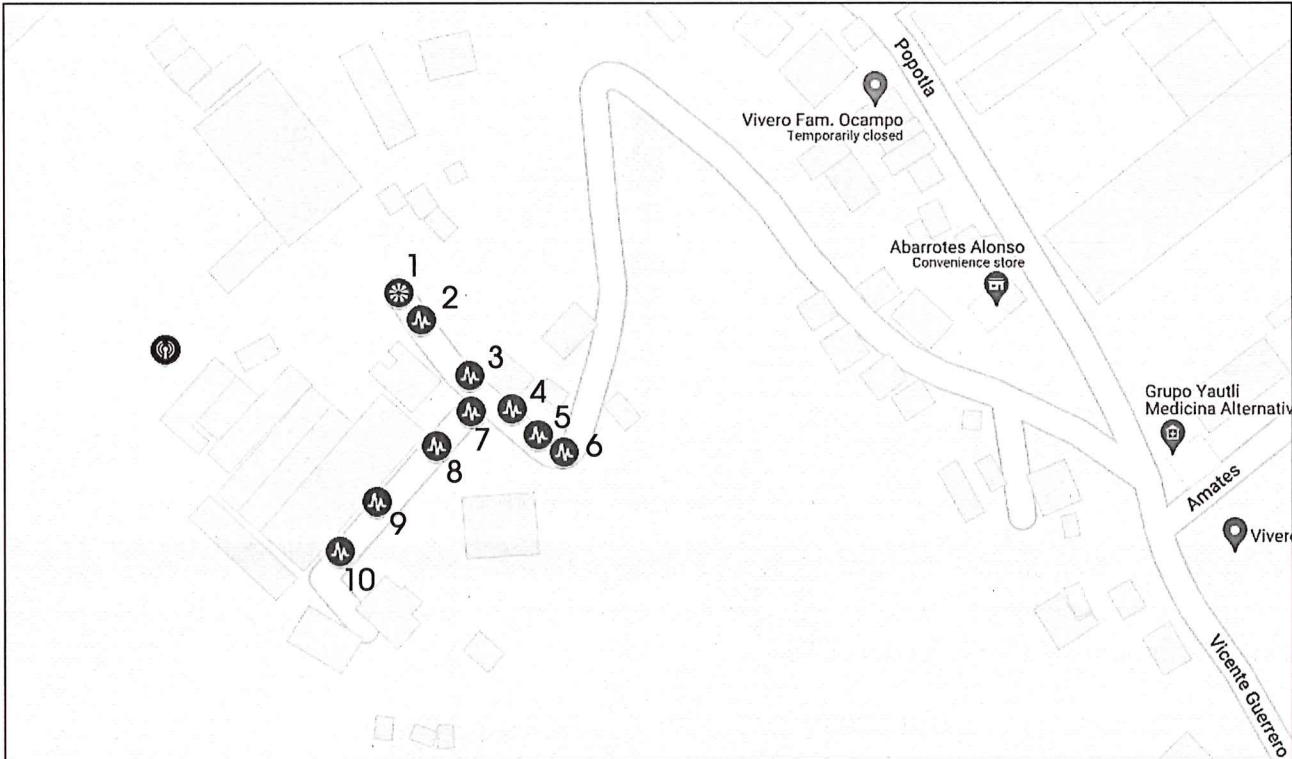 Popotla
Vivero Fam. Ocampo
Temporarily closed
Abarrotes Alonso
Convenience store
1
2
3
4
5
6
7
8
9
10
Grupo Yautli
Medicina Alternativ
Amates
Vivero
Vicente Guerrero